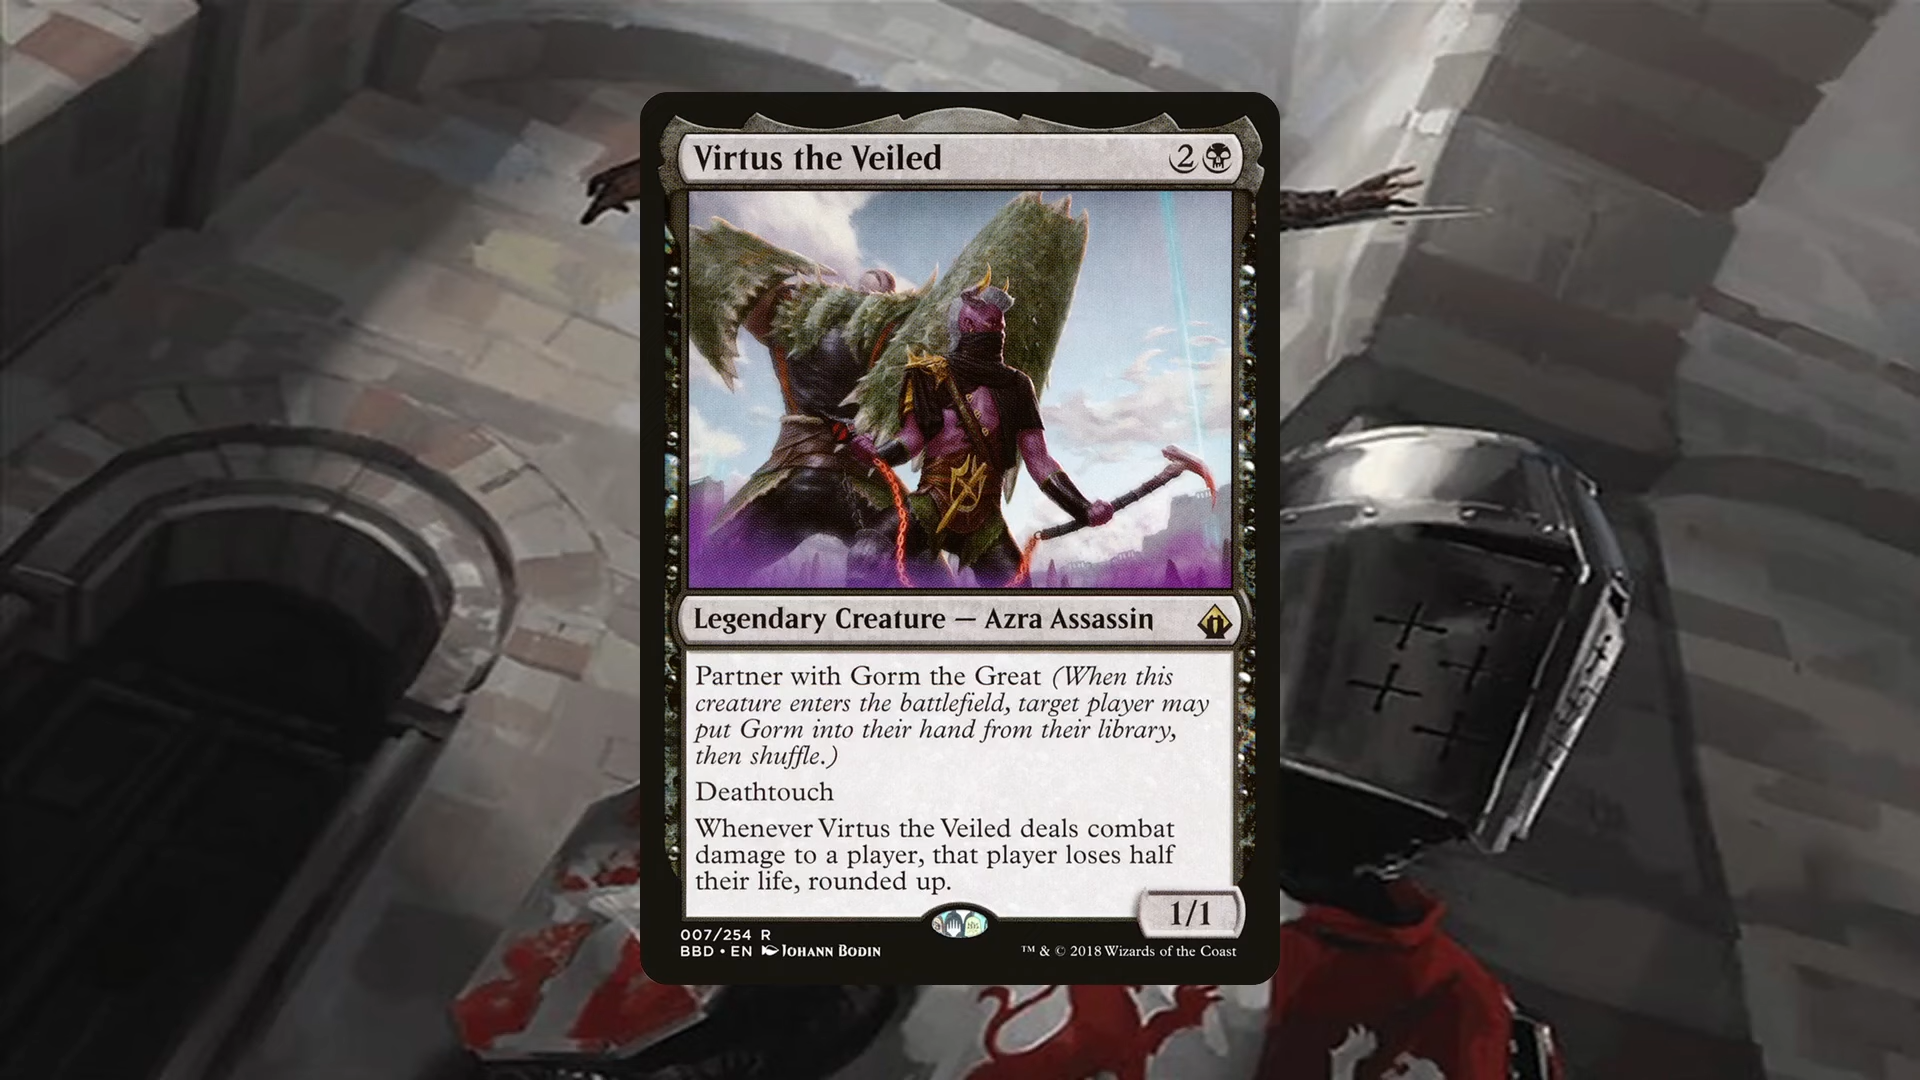 Virtus the Veiled 2
Legendary Creature — Azra Assassin
Partner with Gorm the Great (When this
creature enters the battlefield, target player may
put Gorm into their hand from their library,
then shuffle.)
Deathtouch
Whenever Virtus the Veiled deals combat
damage to a player, that player loses half
their life, rounded up.
1/1
007/254 R
BBD • EN Johann Bodin
™ & © 2018 Wizards of the Coast